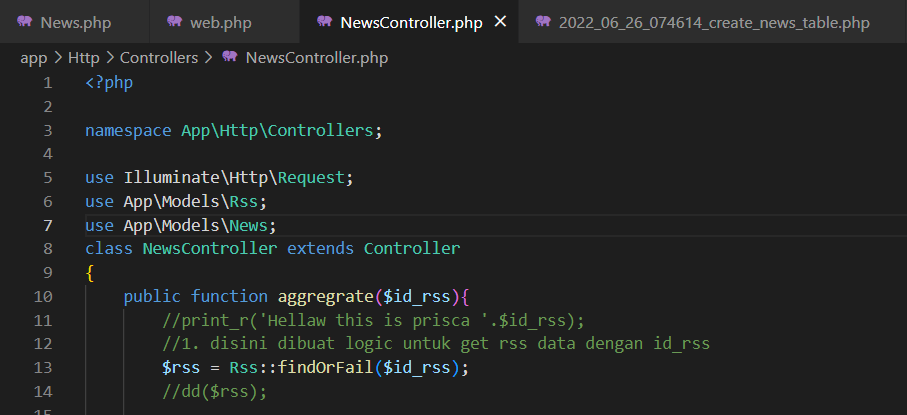 News.php web.php NewsController.php 2022_06_26_074614_create_news_table.php
app > Http > Controllers > NewsController.php
1 <?php
2
3 namespace App\Http\Controllers;
4
5 use Illuminate\Http\Request;
6 use App\Models\Rss;
7 use App\Models\News;
8 class NewsController extends Controller
9 {
10 public function aggregrate($id_rss){
11 //print_r('Hellaw this is prisca '.$id_rss);
12 //1. disini dibuat logic untuk get rss data dengan id_rss
13 $rss = Rss::findOrFail($id_rss);
14 //dd($rss);